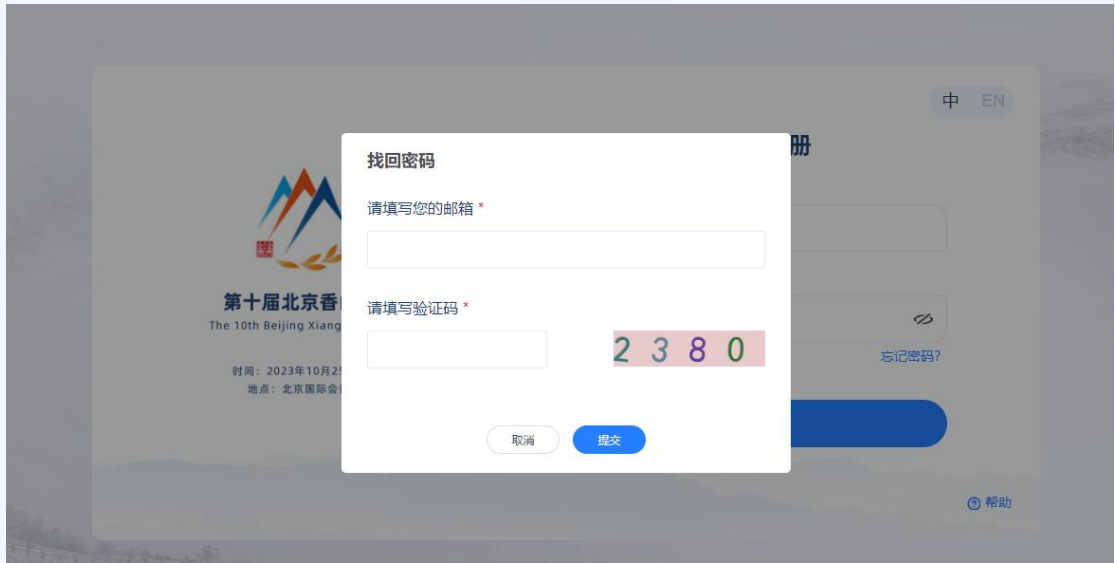 中 EN
册
找回密码
请填写您的邮箱 *
第十届北京香
The 10th Beijing Xiang
时间：2023年10月25
地点：北京国际会
请填写验证码 *
2 3 8 0
忘记密码?
取消 提交
帮助